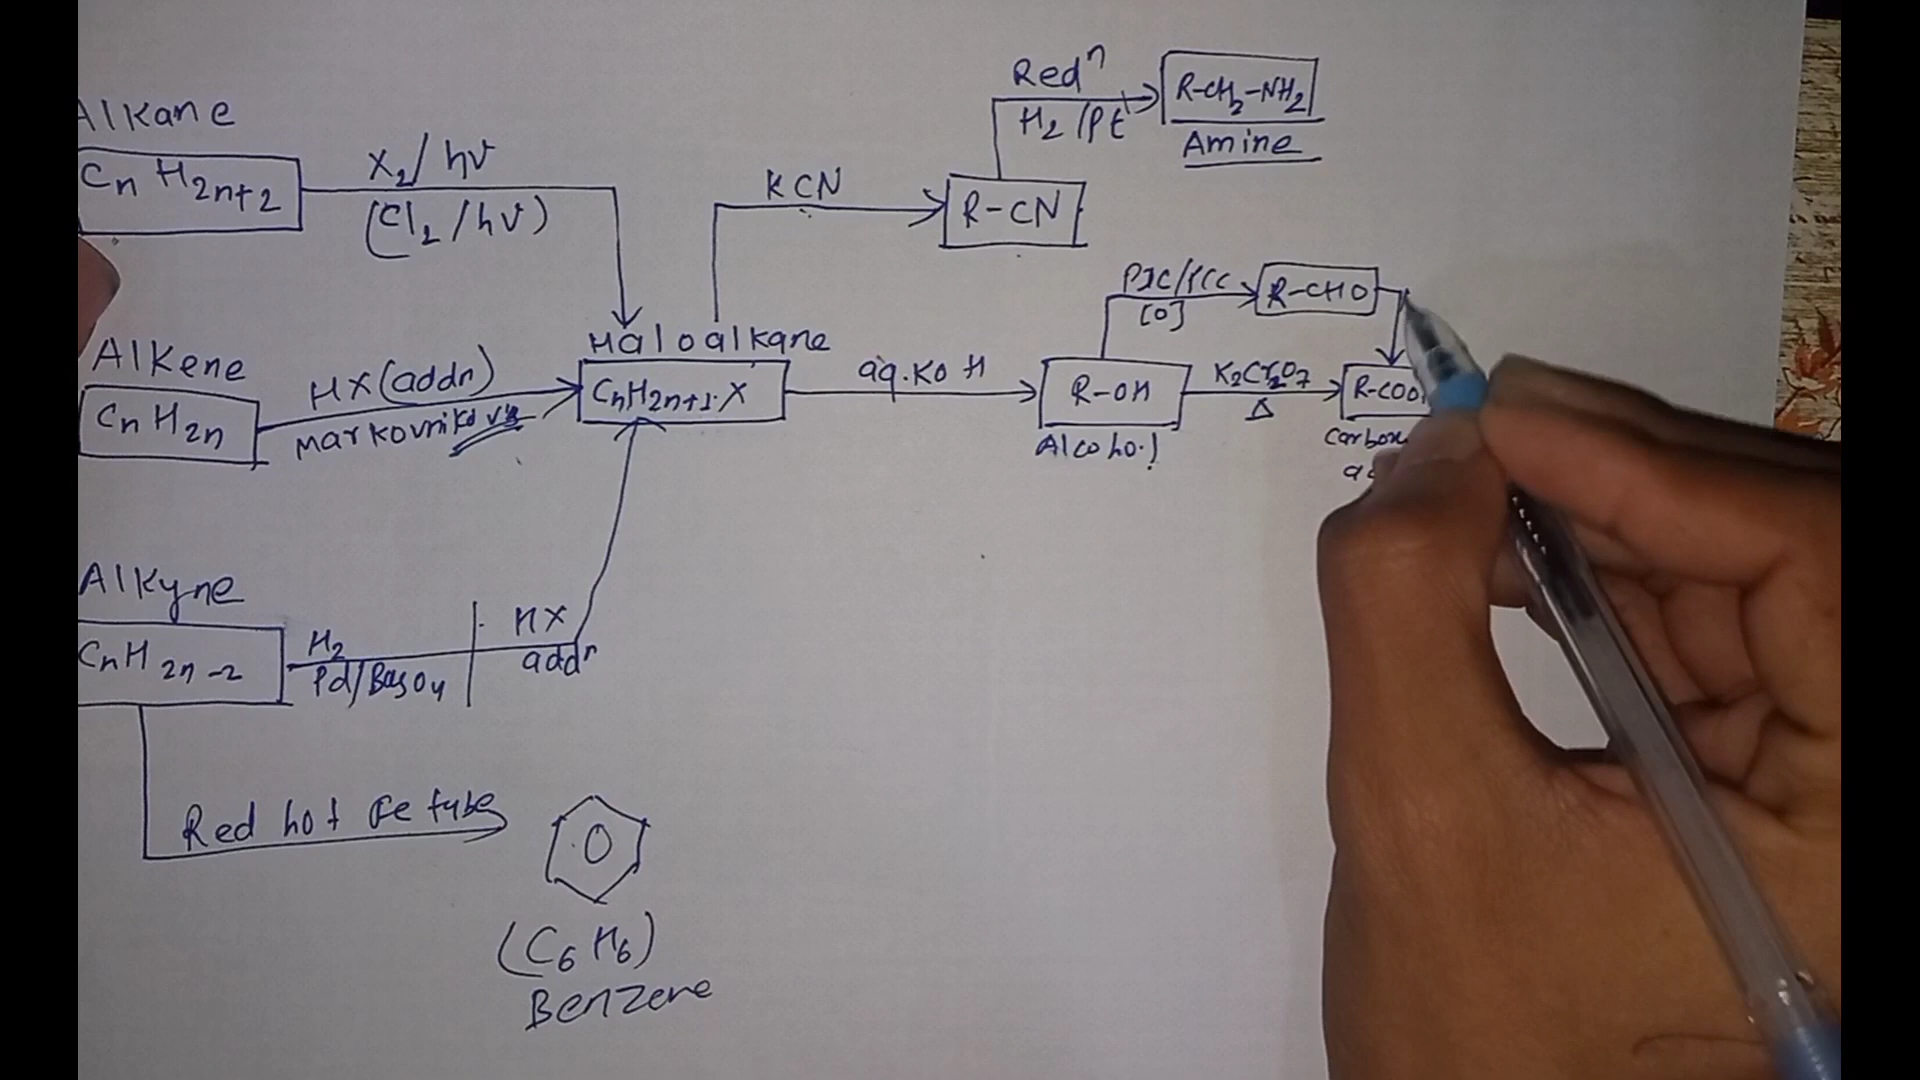 Alkane
CnH2n+2
X2/hν
(Cl2/hν)
Alkene
CnH2n
HX(addn)
markovnikov's
Alkyne
CnH2n-2
H2
Pd/BaSO4
HX
addn
Red hot Fe tube
(C6H6)
Benzene
Haloalkane
CnH2n+1.X
KCN
R-CN
Redn
H2/Pt
R-CH2-NH2
Amine
aq.KOH
R-OH
Alcohol
PCC
[O]
R-CHO
K2Cr2O7
Δ
R-COO
Carbox